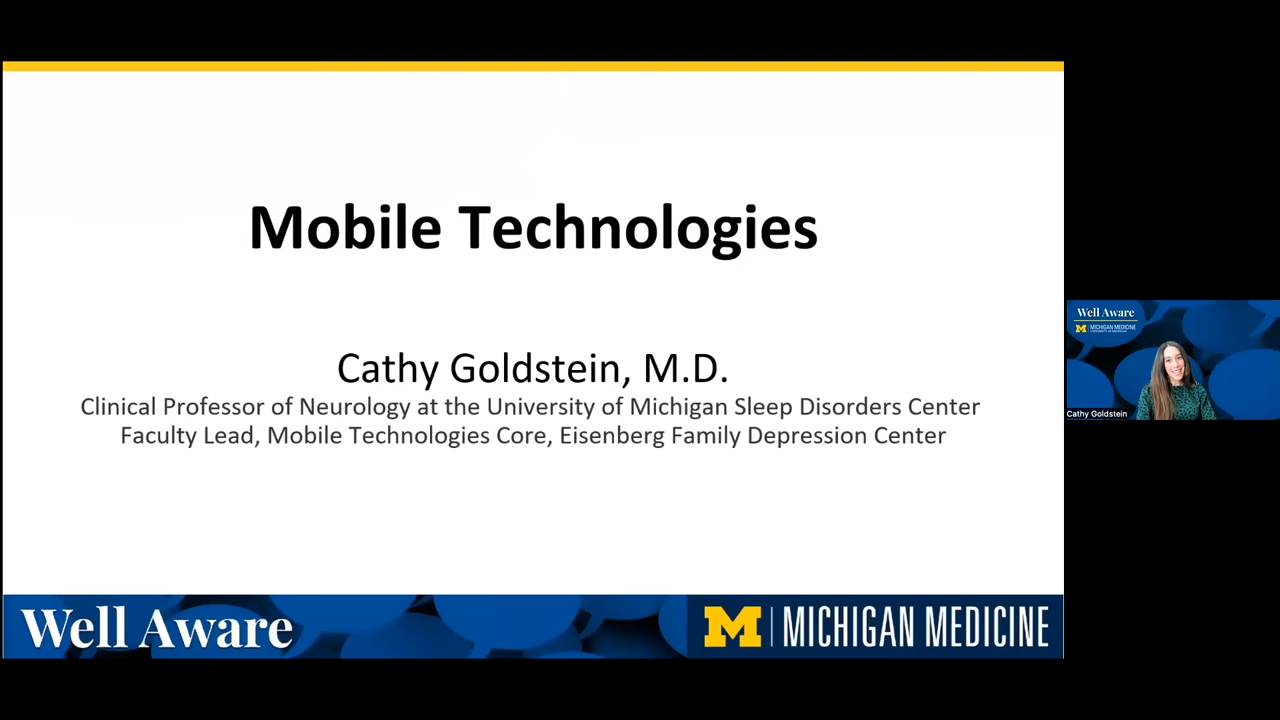 Mobile Technologies
Cathy Goldstein, M.D.
Clinical Professor of Neurology at the University of Michigan Sleep Disorders Center
Faculty Lead, Mobile Technologies Core, Eisenberg Family Depression Center
Well Aware
M | MICHIGAN MEDICINE
Well Aware
M | MICHIGAN MEDICINE
Cathy Goldstein